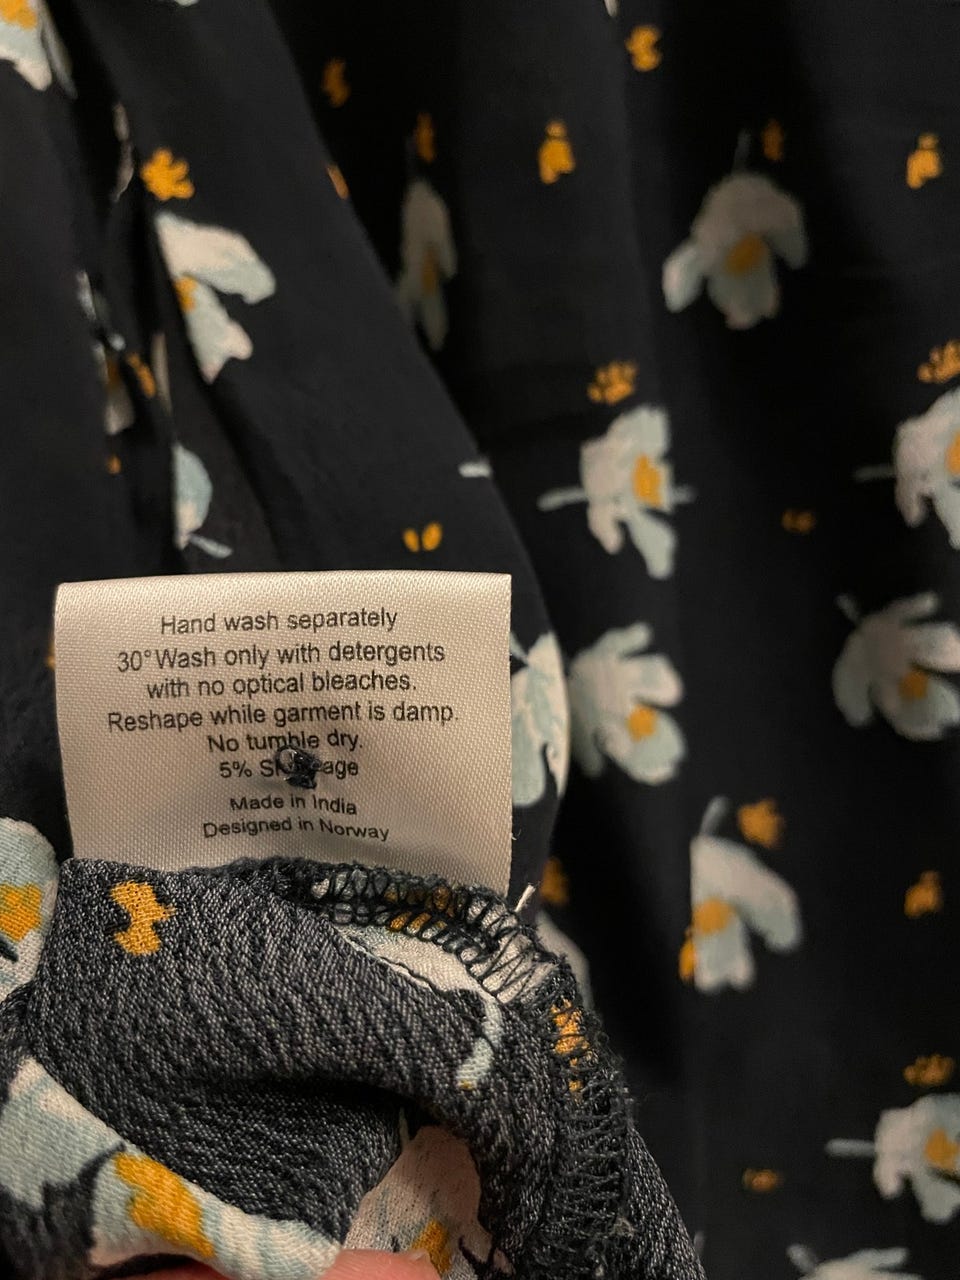 Hand wash separately
30° Wash only with detergents
with no optical bleaches.
Reshape while garment is damp.
No tumble dry.
5%
Made in India
Designed in Norway